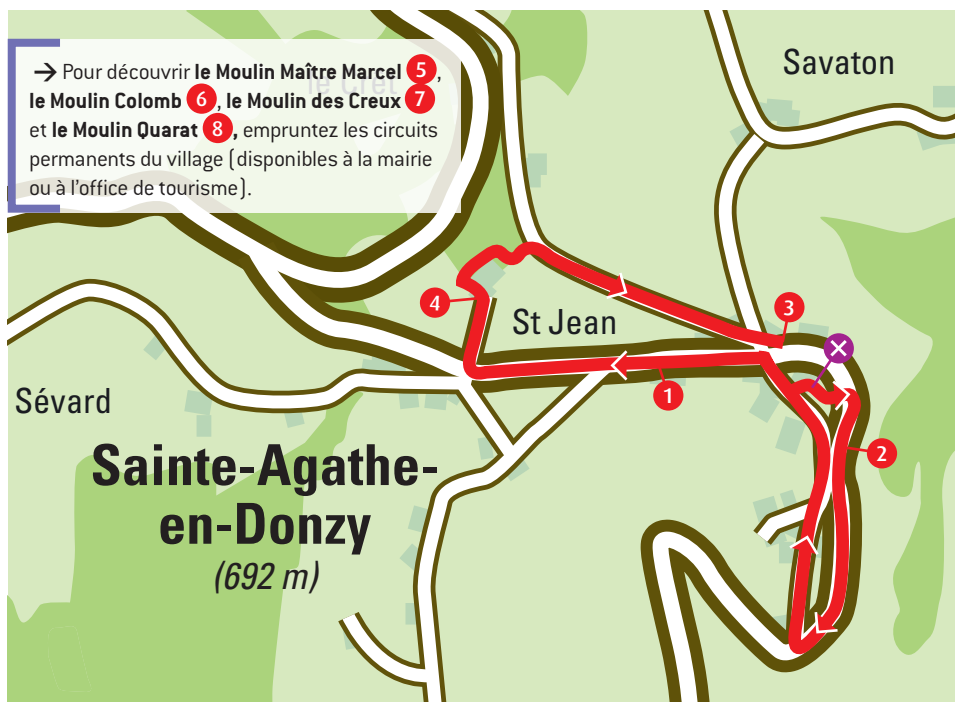 → Pour découvrir le Moulin Maître Marcel 5,
le Moulin Colomb 6, le Moulin des Creux 7
et le Moulin Quarat 8, empruntez les circuits
permanents du village (disponibles à la mairie
ou à l'office de tourisme).
le Crêt
Savaton
3
4
St Jean
1
2
Sévard
Sainte-Agathe-
en-Donzy
(692 m)